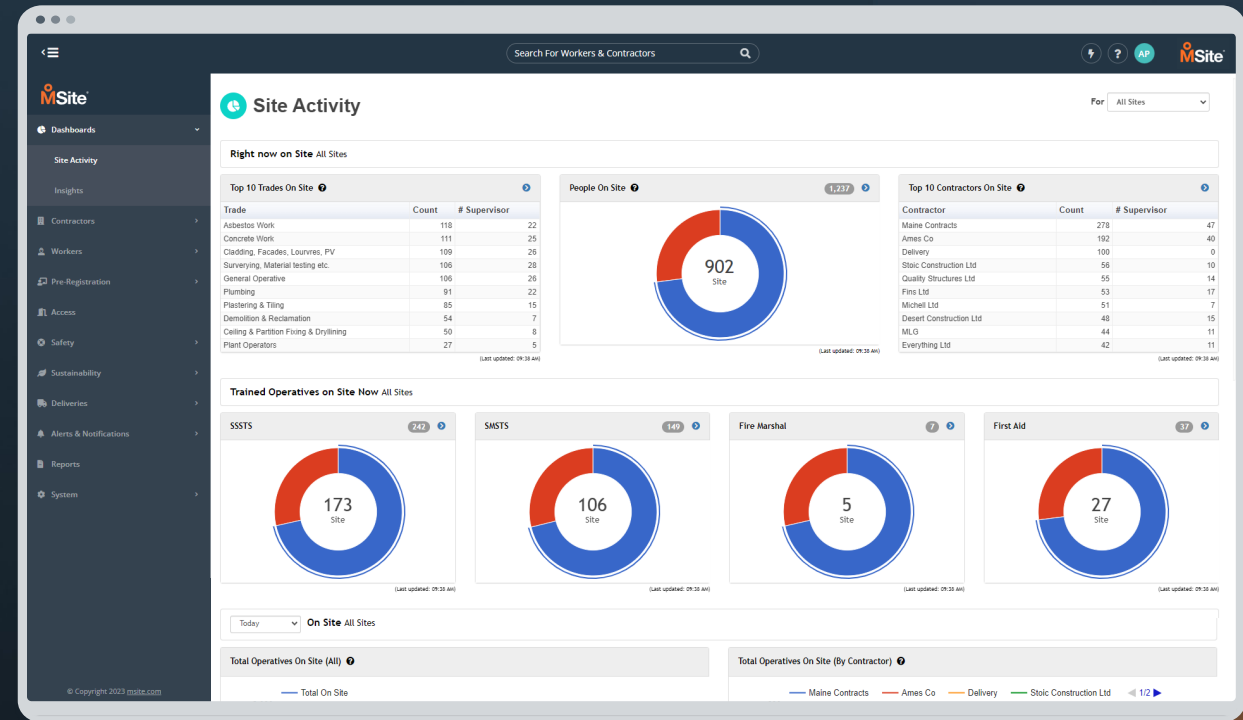 Search For Workers & Contractors
?
AP
MSite
MSite
Dashboards
Site Activity
Insights
Contractors
Workers
Pre-Registration
Access
Safety
Sustainability
Deliveries
Alerts & Notifications
Reports
System
© Copyright 2023 msite.com
Site Activity
For All Sites
Right now on Site All Sites
Top 10 Trades On Site ?
Trade Count # Supervisor
Asbestos Work 118 22
Concrete Work 111 25
Cladding, Facades, Lourvres, PV 109 26
Surverying, Material testing etc. 106 28
General Operative 106 26
Plumbing 91 22
Plastering & Tiling 85 15
Demolition & Reclamation 54 7
Ceiling & Partition Fixing & Dryllining 50 8
Plant Operators 27 5
(Last updated: 09:38 AM)
People On Site ? 1,237
902
Site
(Last updated: 09:38 AM)
Top 10 Contractors On Site ?
Contractor Count # Supervisor
Maine Contracts 278 47
Ames Co 192 40
Delivery 100 0
Stoic Construction Ltd 56 10
Quality Structures Ltd 55 14
Fins Ltd 53 17
Michell Ltd 51 7
Desert Construction Ltd 48 15
MLG 44 11
Everything Ltd 42 11
(Last updated: 09:38 AM)
Trained Operatives on Site Now All Sites
SSSTS 242
173
Site
(Last updated: 09:38 AM)
SMSTS 149
106
Site
(Last updated: 09:38 AM)
Fire Marshal 7
5
Site
(Last updated: 09:38 AM)
First Aid 37
27
Site
(Last updated: 09:38 AM)
Today On Site All Sites
Total Operatives On Site (All) ?
Total On Site
Total Operatives On Site (By Contractor) ?
Maine Contracts Ames Co Delivery Stoic Construction Ltd 1/2